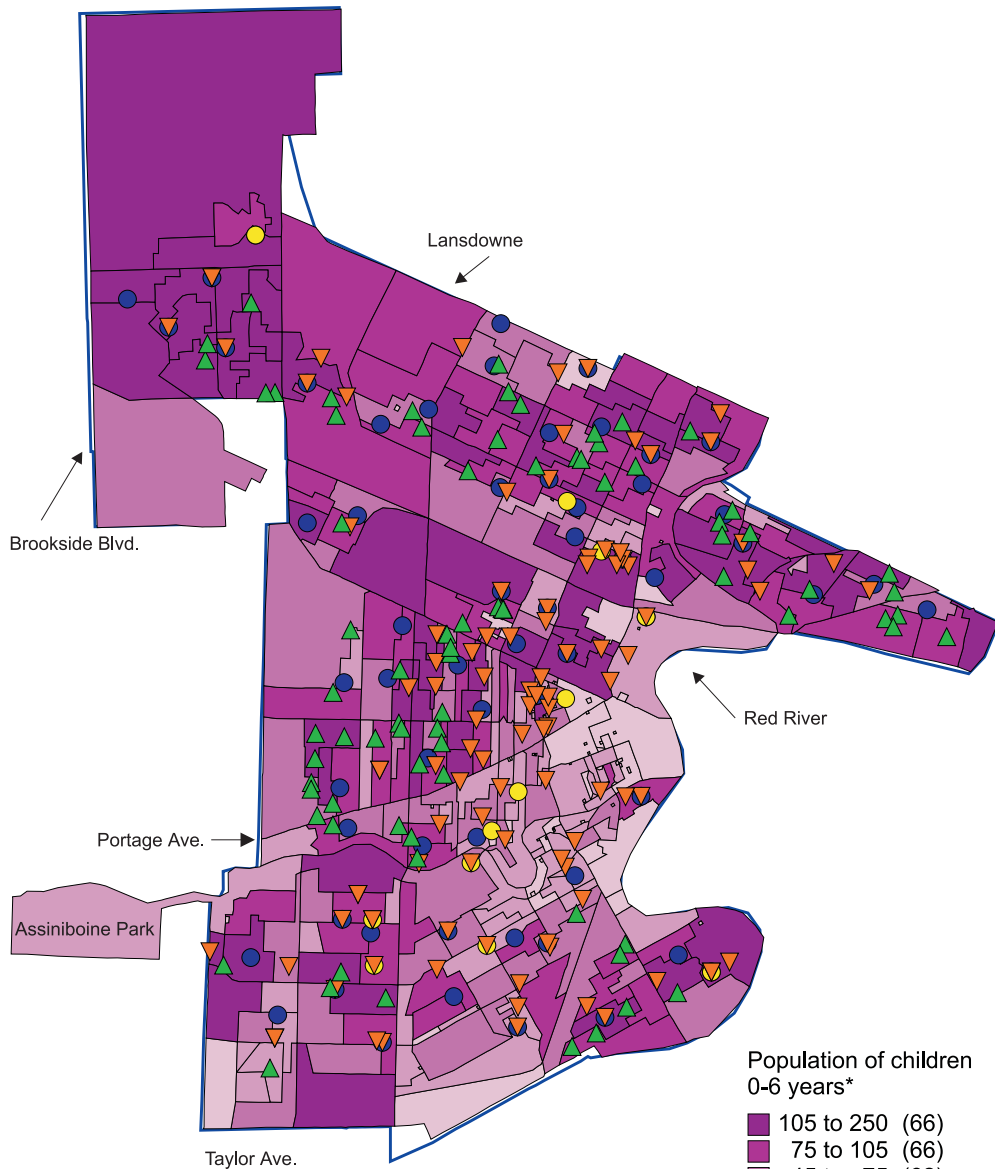 Lansdowne
Brookside Blvd.
Red River
Portage Ave.
Assiniboine Park
Population of children
0-6 years*
105 to 250 (66)
75 to 105 (66)
Taylor Ave.